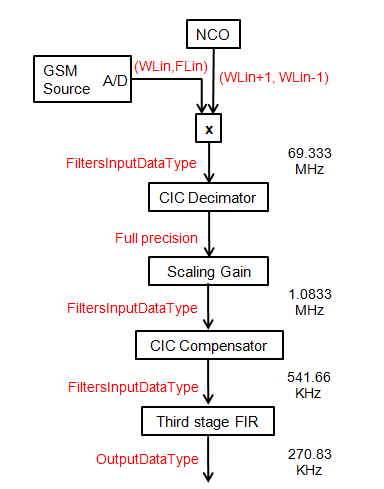 NCO
GSM
Source
A/D
(WLin,FLin)
(WLin+1, WLin-1)
x
FiltersInputDataType
69.333
MHz
CIC Decimator
Full precision
Scaling Gain
FiltersInputDataType
1.0833
MHz
CIC Compensator
FiltersInputDataType
541.66
KHz
Third stage FIR
OutputDataType
270.83
KHz